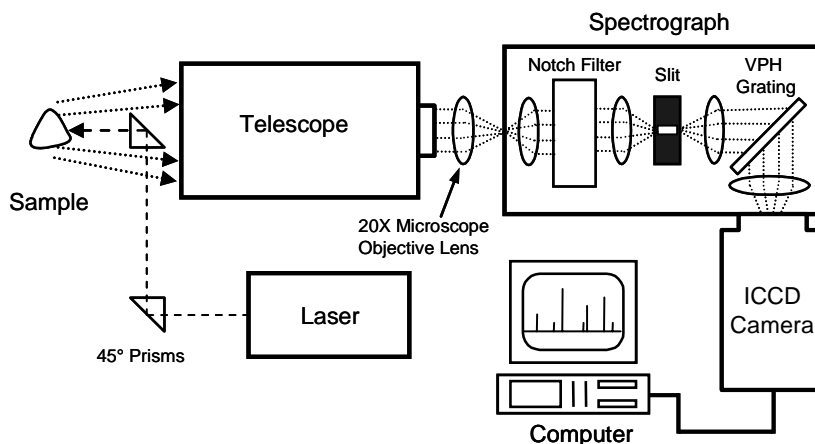 Spectrograph
Notch Filter
Slit
VPH
Grating
Telescope
Sample
20X Microscope
Objective Lens
Laser
45° Prisms
ICCD
Camera
Computer